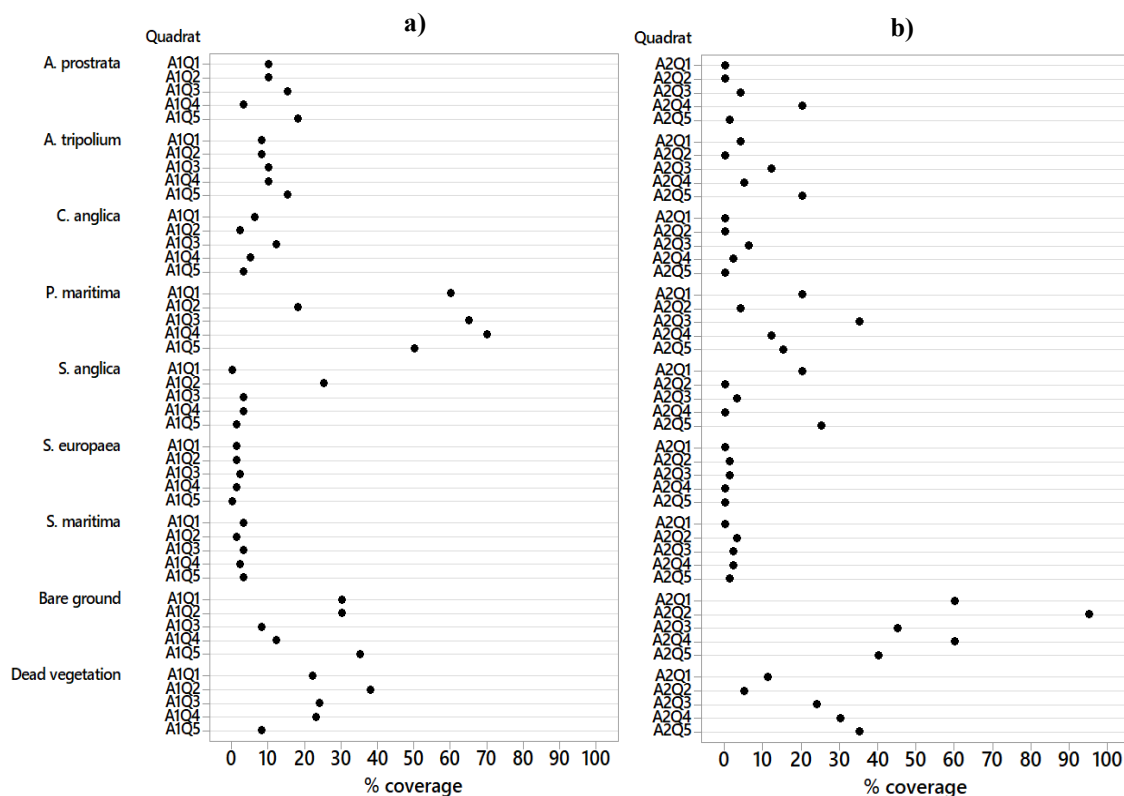 a)
b)
Quadrat
Quadrat
A. prostrata
A1Q1
A1Q2
A1Q3
A1Q4
A1Q5
A. tripolium
A1Q1
A1Q2
A1Q3
A1Q4
A1Q5
C. anglica
A1Q1
A1Q2
A1Q3
A1Q4
A1Q5
P. maritima
A1Q1
A1Q2
A1Q3
A1Q4
A1Q5
S. anglica
A1Q1
A1Q2
A1Q3
A1Q4
A1Q5
S. europaea
A1Q1
A1Q2
A1Q3
A1Q4
A1Q5
S. maritima
A1Q1
A1Q2
A1Q3
A1Q4
A1Q5
Bare ground
A1Q1
A1Q2
A1Q3
A1Q4
A1Q5
Dead vegetation
A1Q1
A1Q2
A1Q3
A1Q4
A1Q5
0 10 20 30 40 50 60 70 80 90 100
% coverage
A2Q1
A2Q2
A2Q3
A2Q4
A2Q5
A2Q1
A2Q2
A2Q3
A2Q4
A2Q5
A2Q1
A2Q2
A2Q3
A2Q4
A2Q5
A2Q1
A2Q2
A2Q3
A2Q4
A2Q5
A2Q1
A2Q2
A2Q3
A2Q4
A2Q5
A2Q1
A2Q2
A2Q3
A2Q4
A2Q5
A2Q1
A2Q2
A2Q3
A2Q4
A2Q5
A2Q1
A2Q2
A2Q3
A2Q4
A2Q5
A2Q1
A2Q2
A2Q3
A2Q4
A2Q5
0 10 20 30 40 50 60 70 80 90 100
% coverage